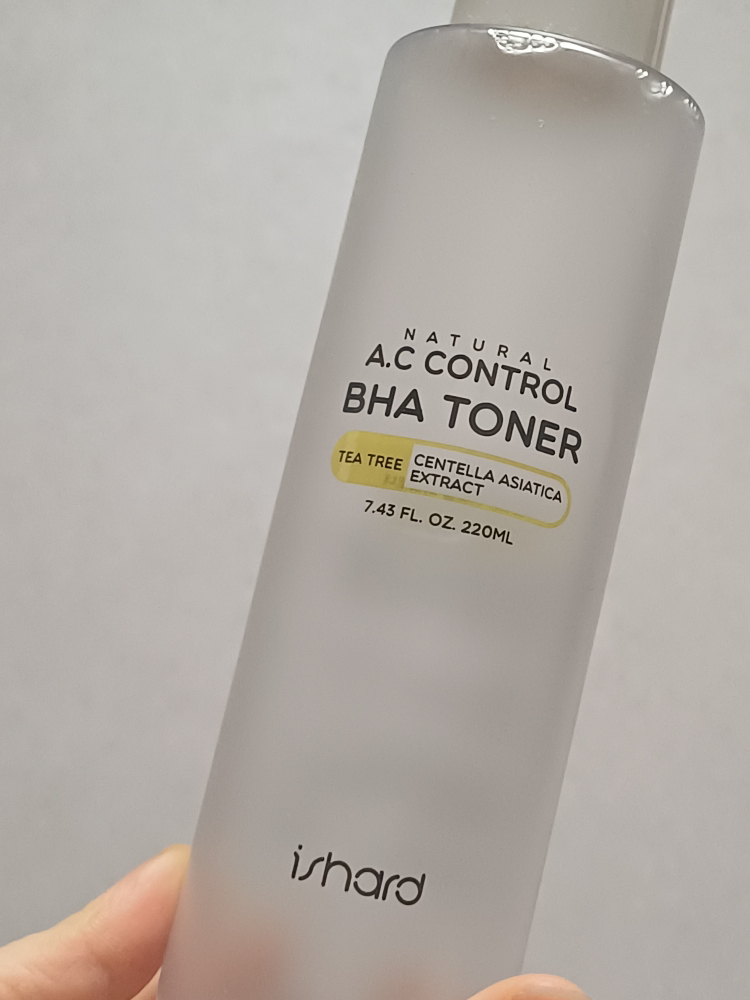 NATURAL
A.C CONTROL
BHA TONER
TEA TREE
CENTELLA ASIATICA
EXTRACT
7.43 FL. OZ. 220ML
ishard